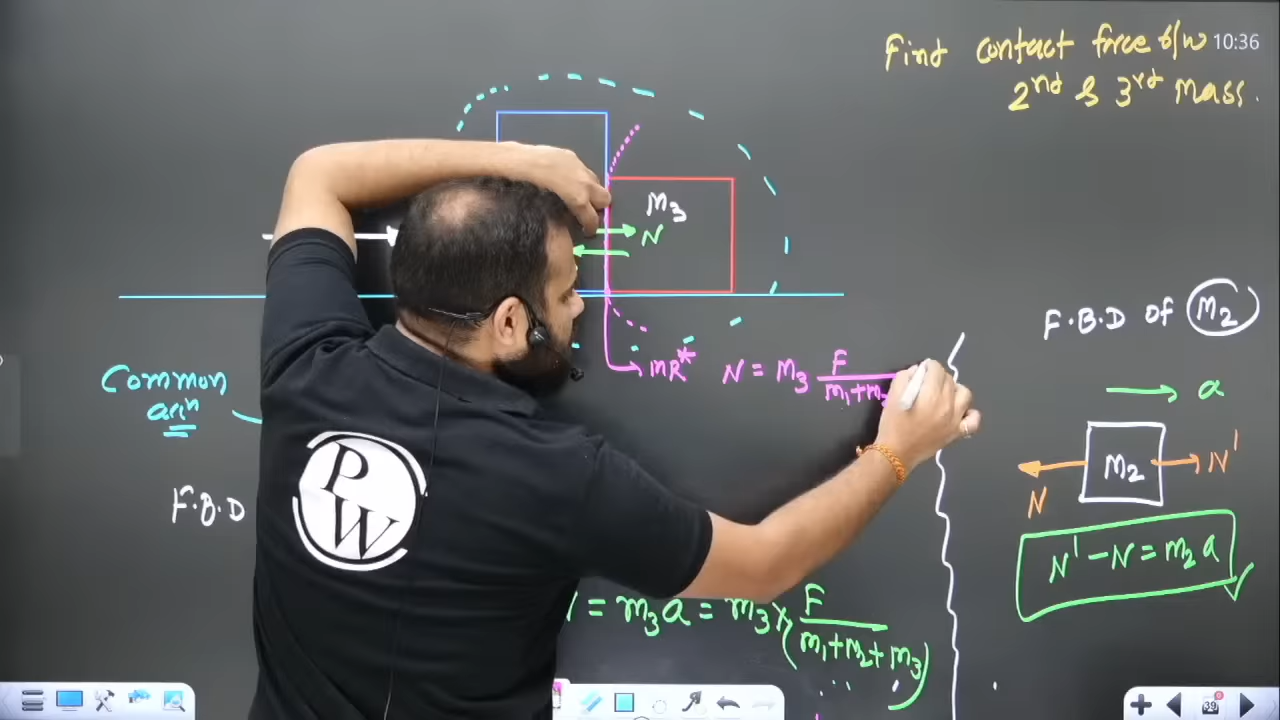 Find contact force b/w 10:36
2nd & 3rd Mass.
M3
N
F.B.D of M2
mR*
N = M3 F
m1+m2
Common
acn
a
M2
N'
N
F.B.D
N' - N = m2 a
PW
= m3a = m3 x F
(m1+m2+m3)
39